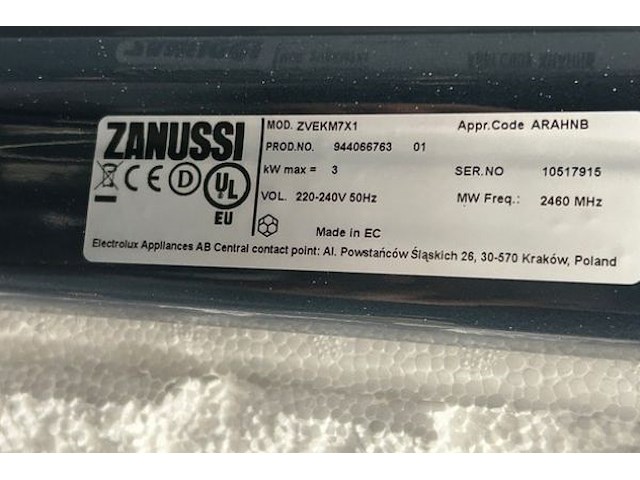 ZANUSSI
MOD. ZVEKM7X1 Appr.Code ARAHNB
PROD.NO. 944066763 01
kW max = 3 SER.NO 10517915
VOL. 220-240V 50Hz MW Freq.: 2460 MHz
CE D UL
EU
Made in EC
Electrolux Appliances AB Central contact point: Al. Powstańców Śląskich 26, 30-570 Kraków, Poland